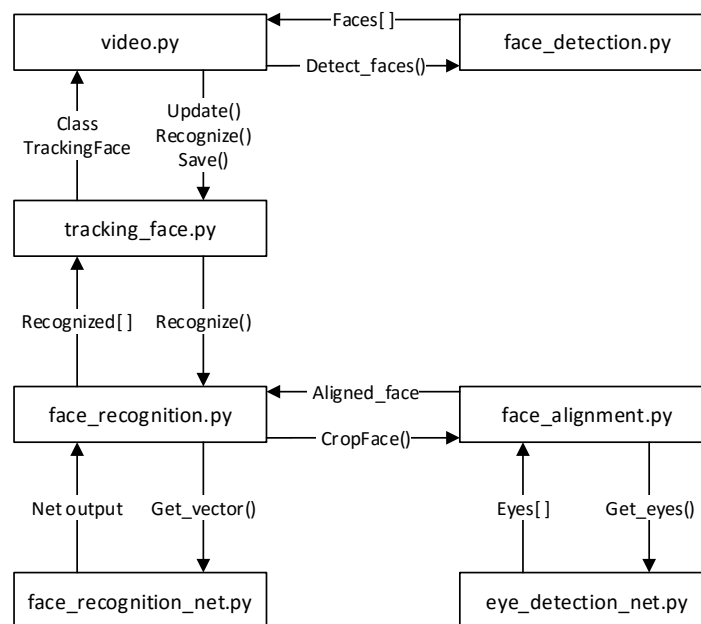 Faces[ ]
video.py
face_detection.py
Detect_faces()
Class
TrackingFace
Update()
Recognize()
Save()
tracking_face.py
Recognized[ ]
Recognize()
Aligned_face
face_recognition.py
face_alignment.py
CropFace()
Net output
Get_vector()
Eyes[ ]
Get_eyes()
face_recognition_net.py
eye_detection_net.py